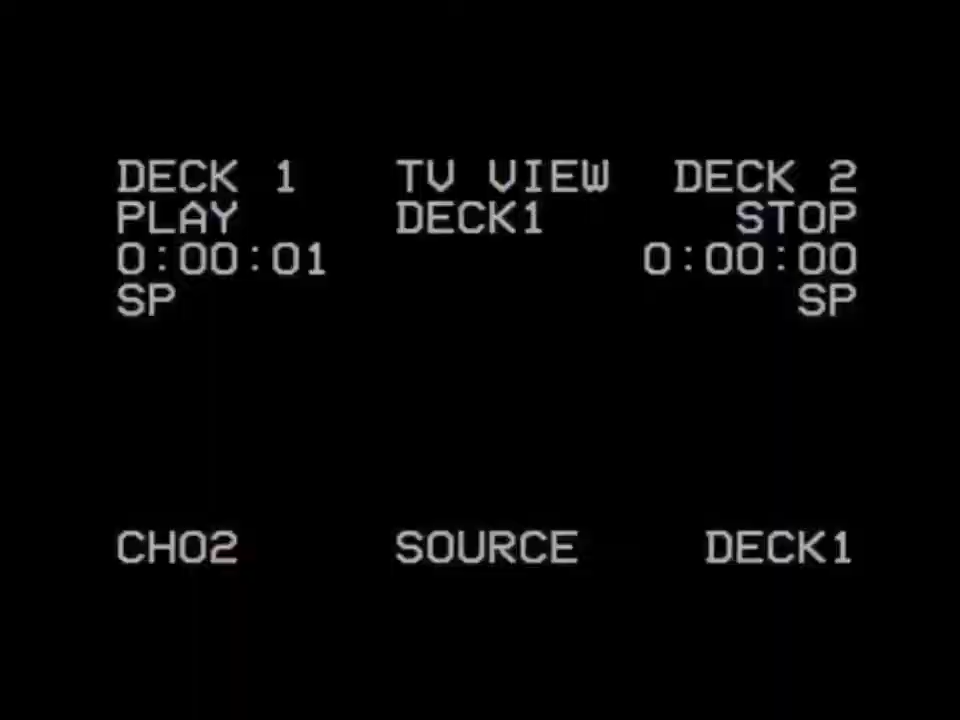 DECK 1 TV VIEW DECK 2
PLAY DECK1 STOP
0:00:01 0:00:00
SP SP
CH02 SOURCE DECK1